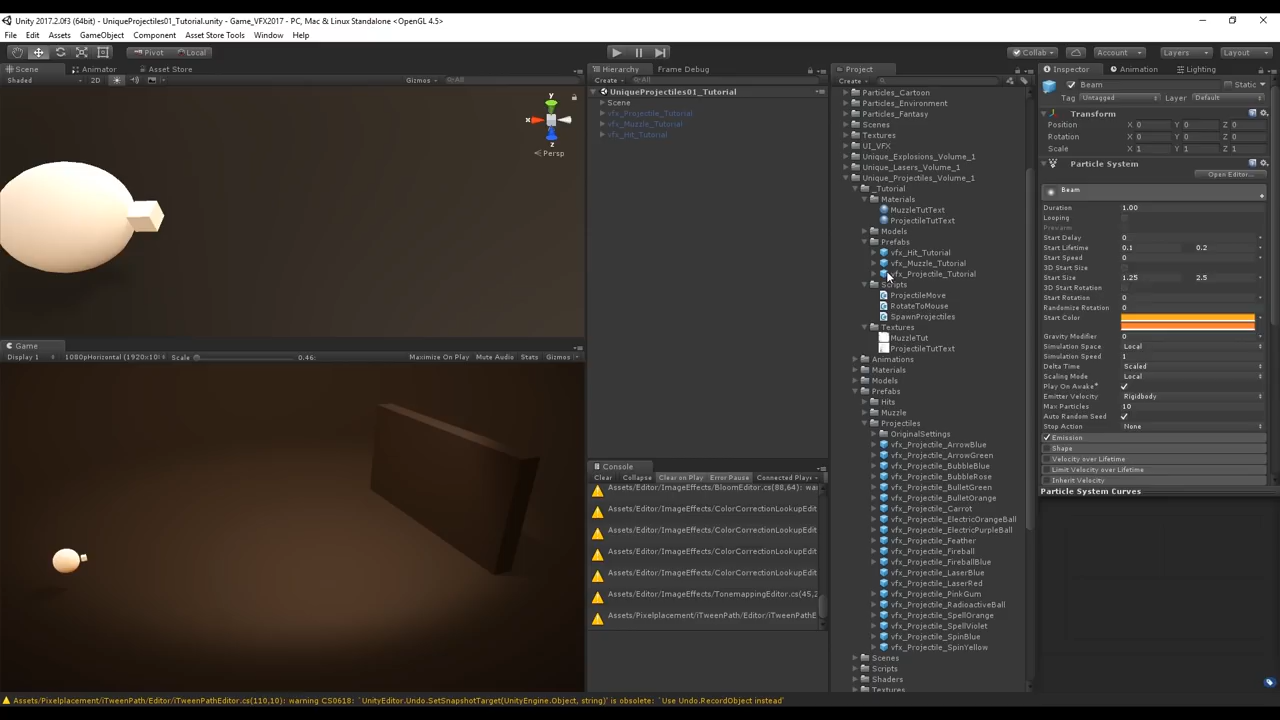 Unity 2017.2.0f3 (64bit) - UniqueProjectiles01_Tutorial.unity - Game_VFX2017 - PC, Mac & Linux Standalone <OpenGL 4.5>
File Edit Assets GameObject Component Asset Store Tools Window Help
Pivot Local Collab Account Layers Layout
Scene Animator Asset Store
Shaded 2D Gizmos All
y
x
z
Persp
Game
Display 1 1080pHorizontal (1920x10 Scale 0.46: Maximize On Play Mute Audio Stats Gizmos
Hierarchy Frame Debug
Create All
UniqueProjectiles01_Tutorial
Scene
vfx_Projectile_Tutorial
vfx_Muzzle_Tutorial
vfx_Hit_Tutorial
Console
Clear Collapse Clear on Play Error Pause Connected Playe
Assets/Editor/ImageEffects/BloomEditor.cs(88,64): wa
Assets/Editor/ImageEffects/ColorCorrectionLookupEdit
Assets/Editor/ImageEffects/ColorCorrectionLookupEdit
Assets/Editor/ImageEffects/ColorCorrectionLookupEdit
Assets/Editor/ImageEffects/ColorCorrectionLookupEdit
Assets/Editor/ImageEffects/TonemappingEditor.cs(45,2
Assets/Pixelplacement/iTweenPath/Editor/iTweenPathE
Project
Create
Particles_Cartoon
Particles_Environment
Particles_Fantasy
Scenes
Textures
UI_VFX
Unique_Explosions_Volume_1
Unique_Lasers_Volume_1
Unique_Projectiles_Volume_1
_Tutorial
Materials
MuzzleTutText
ProjectileTutText
Models
Prefabs
vfx_Hit_Tutorial
vfx_Muzzle_Tutorial
vfx_Projectile_Tutorial
Scripts
ProjectileMove
RotateToMouse
SpawnProjectiles
Textures
MuzzleTut
ProjectileTutText
Animations
Materials
Models
Prefabs
Hits
Muzzle
Projectiles
OriginalSettings
vfx_Projectile_ArrowBlue
vfx_Projectile_ArrowGreen
vfx_Projectile_BubbleBlue
vfx_Projectile_BubbleRose
vfx_Projectile_BulletGreen
vfx_Projectile_BulletOrange
vfx_Projectile_Carrot
vfx_Projectile_ElectricOrangeBall
vfx_Projectile_ElectricPurpleBall
vfx_Projectile_Feather
vfx_Projectile_Fireball
vfx_Projectile_FireballBlue
vfx_Projectile_LaserBlue
vfx_Projectile_LaserRed
vfx_Projectile_PinkGum
vfx_Projectile_RadioactiveBall
vfx_Projectile_SpellOrange
vfx_Projectile_SpellViolet
vfx_Projectile_SpinBlue
vfx_Projectile_SpinYellow
Scenes
Scripts
Shaders
Textures
Inspector Animation Lighting
Beam Static
Tag Untagged Layer Default
Transform
Position X 0 Y 0 Z 0
Rotation X 0 Y 0 Z 0
Scale X 1 Y 1 Z 1
Particle System
Open Editor...
Beam
Duration 1.00
Looping
Prewarm
Start Delay 0
Start Lifetime 0.1 0.2
Start Speed 0
3D Start Size
Start Size 1.25 2.5
3D Start Rotation
Start Rotation 0
Randomize Rotation 0
Start Color
Gravity Modifier 0
Simulation Space Local
Simulation Speed 1
Delta Time Scaled
Scaling Mode Local
Play On Awake*
Emitter Velocity Rigidbody
Max Particles 10
Auto Random Seed
Stop Action None
Emission
Shape
Velocity over Lifetime
Limit Velocity over Lifetime
Inherit Velocity
Particle System Curves
Assets/Pixelplacement/iTweenPath/Editor/iTweenPathEditor.cs(110,10): warning CS0618: `UnityEditor.Undo.SetSnapshotTarget(UnityEngine.Object, string)' is obsolete: `Use Undo.RecordObject instead'